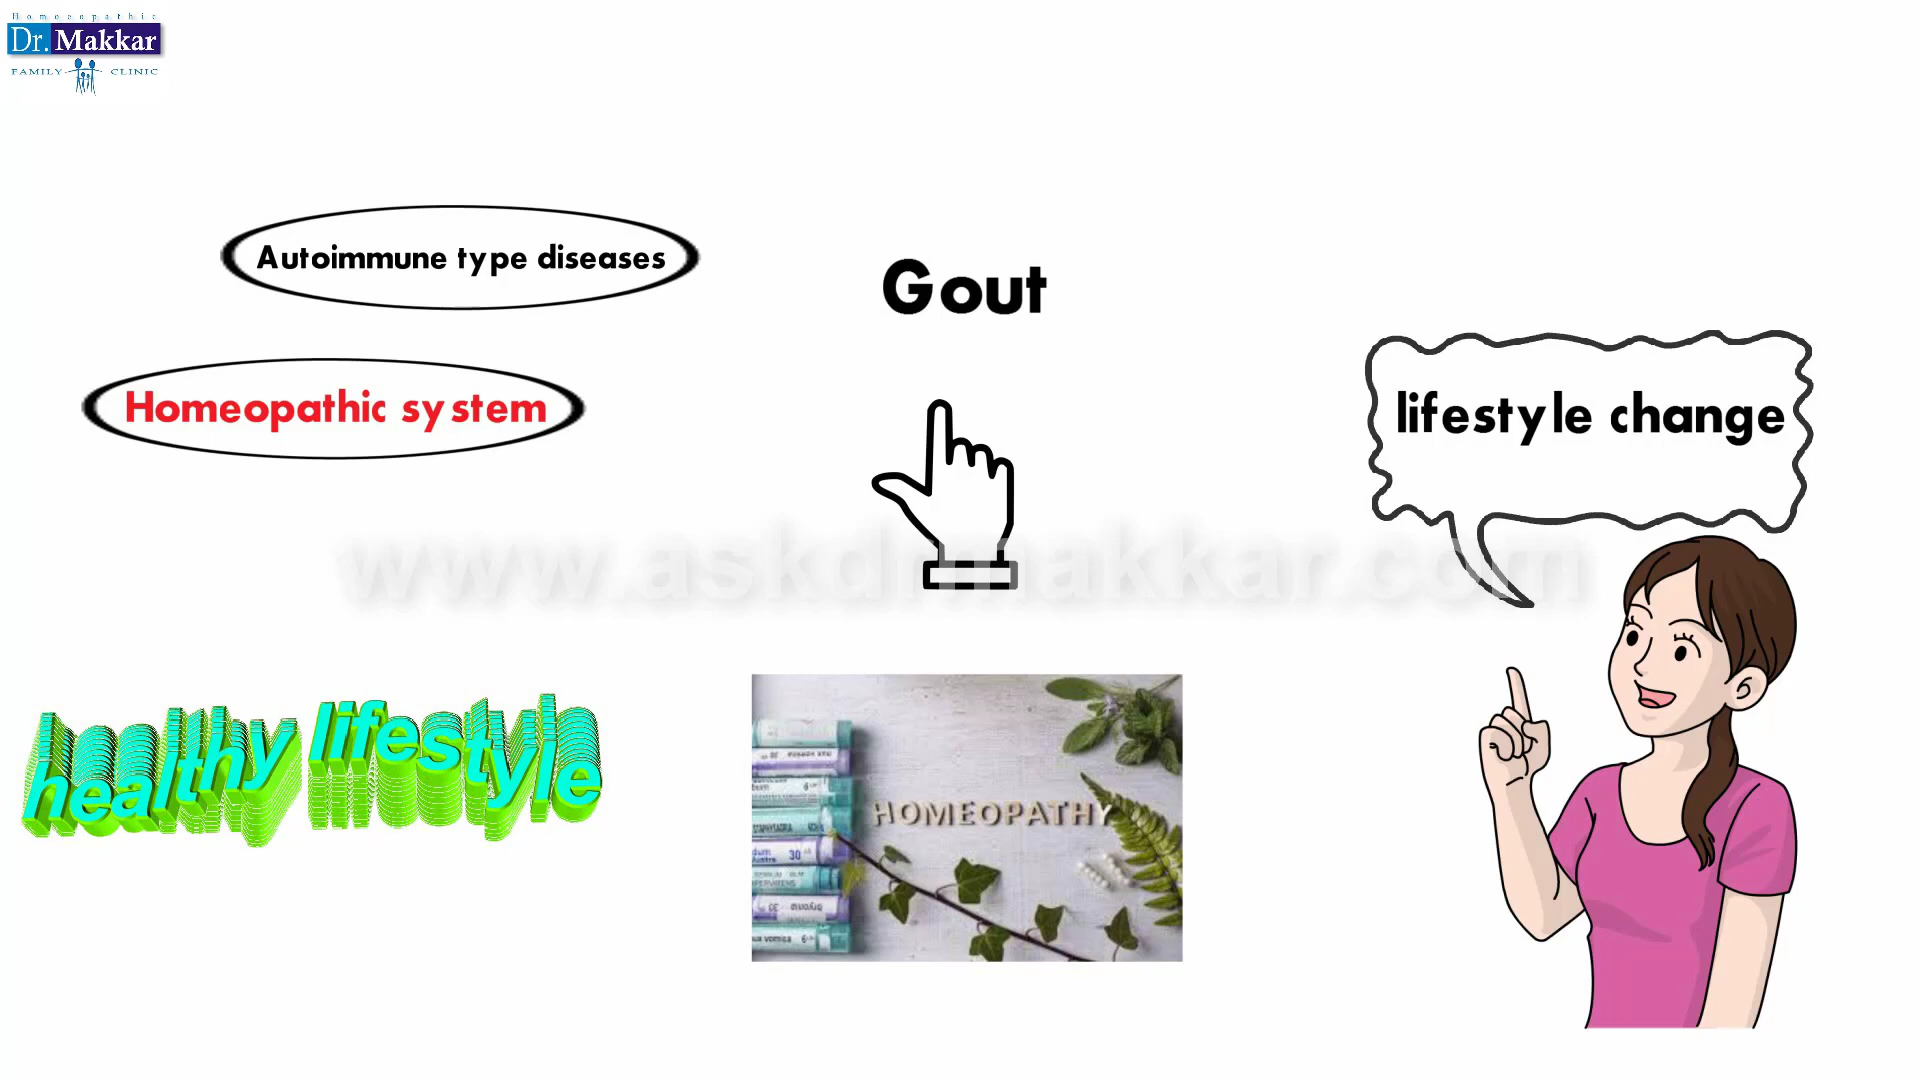 Homoeopathic
Dr. Makkar
FAMILY CLINIC
Autoimmune type diseases
Gout
Homeopathic system
lifestyle change
www.askdrmakkar.com
healthy lifestyle
HOMEOPATHY
30